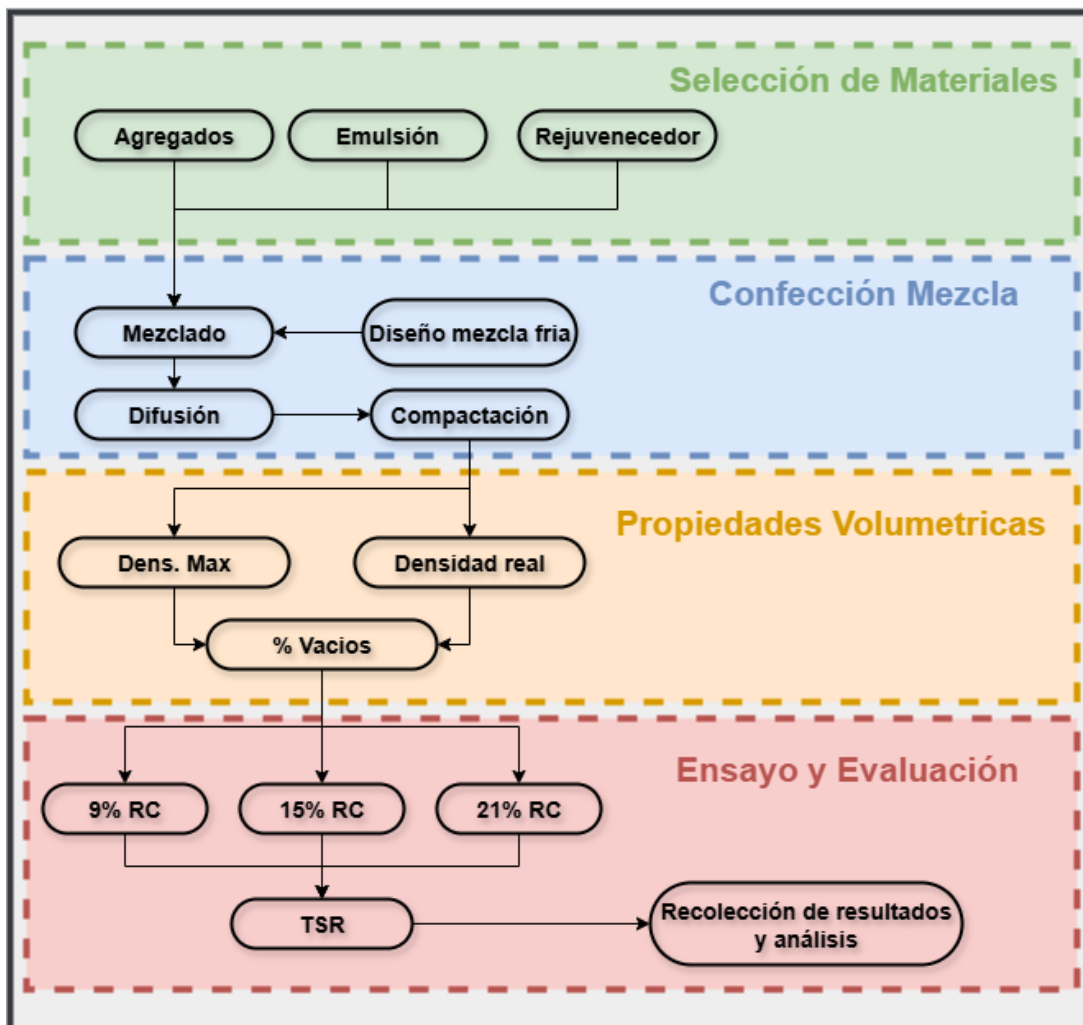 Selección de Materiales
Agregados
Emulsión
Rejuvenecedor
Confección Mezcla
Mezclado
Diseño mezcla fria
Difusión
Compactación
Propiedades Volumetricas
Dens. Max
Densidad real
% Vacios
Ensayo y Evaluación
9% RC
15% RC
21% RC
TSR
Recolección de resultados
y análisis